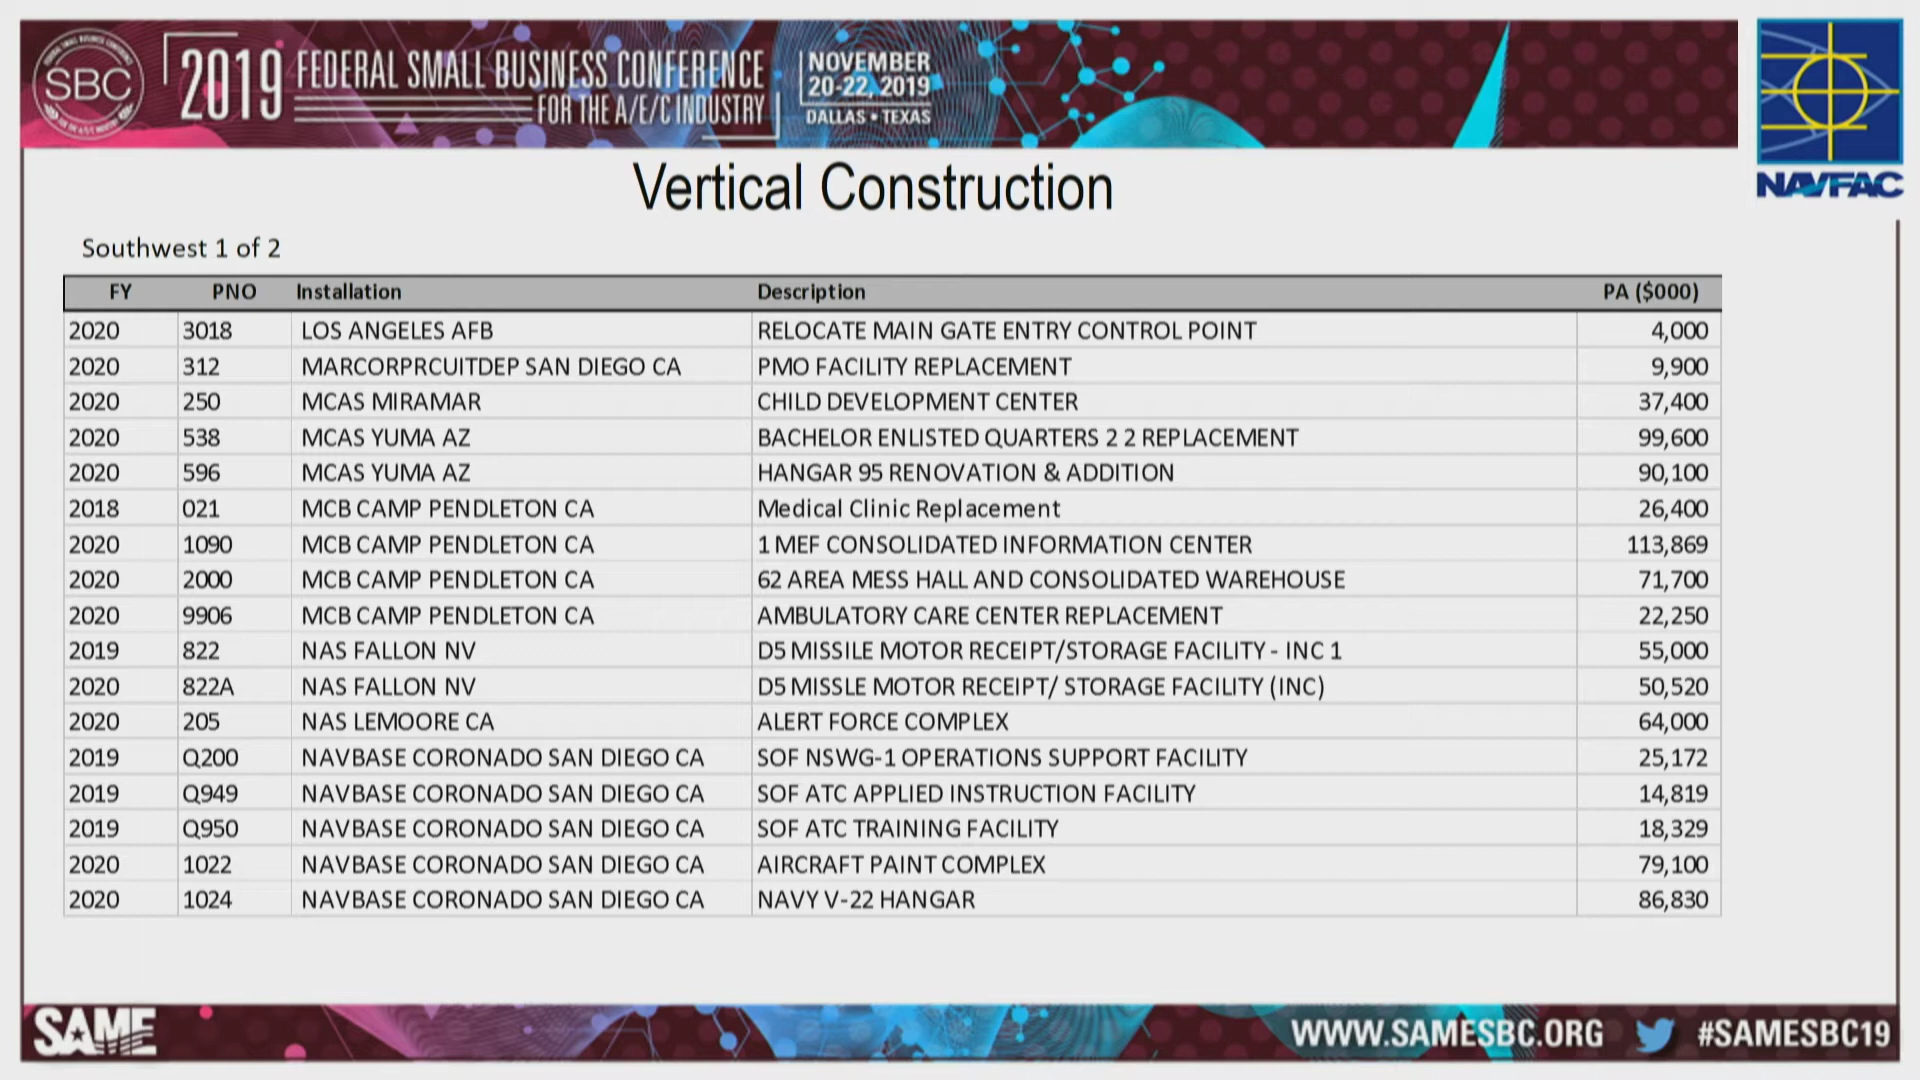 SBC
2019 FEDERAL SMALL BUSINESS CONFERENCE
FOR THE A/E/C INDUSTRY
NOVEMBER
20-22, 2019
DALLAS • TEXAS
NAVFAC
Vertical Construction
Southwest 1 of 2
FY PNO Installation Description PA ($000)
2020 3018 LOS ANGELES AFB RELOCATE MAIN GATE ENTRY CONTROL POINT 4,000
2020 312 MARCORPRCUITDEP SAN DIEGO CA PMO FACILITY REPLACEMENT 9,900
2020 250 MCAS MIRAMAR CHILD DEVELOPMENT CENTER 37,400
2020 538 MCAS YUMA AZ BACHELOR ENLISTED QUARTERS 2 2 REPLACEMENT 99,600
2020 596 MCAS YUMA AZ HANGAR 95 RENOVATION & ADDITION 90,100
2018 021 MCB CAMP PENDLETON CA Medical Clinic Replacement 26,400
2020 1090 MCB CAMP PENDLETON CA 1 MEF CONSOLIDATED INFORMATION CENTER 113,869
2020 2000 MCB CAMP PENDLETON CA 62 AREA MESS HALL AND CONSOLIDATED WAREHOUSE 71,700
2020 9906 MCB CAMP PENDLETON CA AMBULATORY CARE CENTER REPLACEMENT 22,250
2019 822 NAS FALLON NV D5 MISSILE MOTOR RECEIPT/STORAGE FACILITY - INC 1 55,000
2020 822A NAS FALLON NV D5 MISSLE MOTOR RECEIPT/ STORAGE FACILITY (INC) 50,520
2020 205 NAS LEMOORE CA ALERT FORCE COMPLEX 64,000
2019 Q200 NAVBASE CORONADO SAN DIEGO CA SOF NSWG-1 OPERATIONS SUPPORT FACILITY 25,172
2019 Q949 NAVBASE CORONADO SAN DIEGO CA SOF ATC APPLIED INSTRUCTION FACILITY 14,819
2019 Q950 NAVBASE CORONADO SAN DIEGO CA SOF ATC TRAINING FACILITY 18,329
2020 1022 NAVBASE CORONADO SAN DIEGO CA AIRCRAFT PAINT COMPLEX 79,100
2020 1024 NAVBASE CORONADO SAN DIEGO CA NAVY V-22 HANGAR 86,830
SAME
WWW.SAMESBC.ORG #SAMESBC19